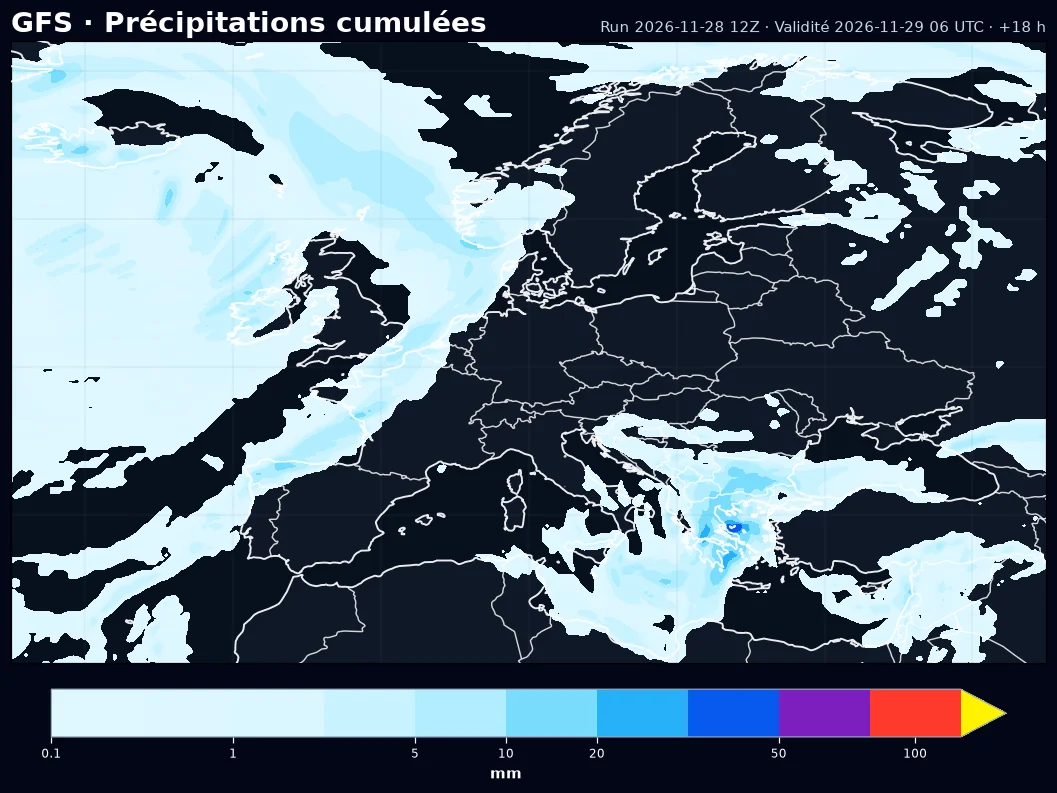 GFS · Précipitations cumulées
Run 2026-11-28 12Z · Validité 2026-11-29 06 UTC · +18 h
0.1 1 5 10 20 50 100
mm